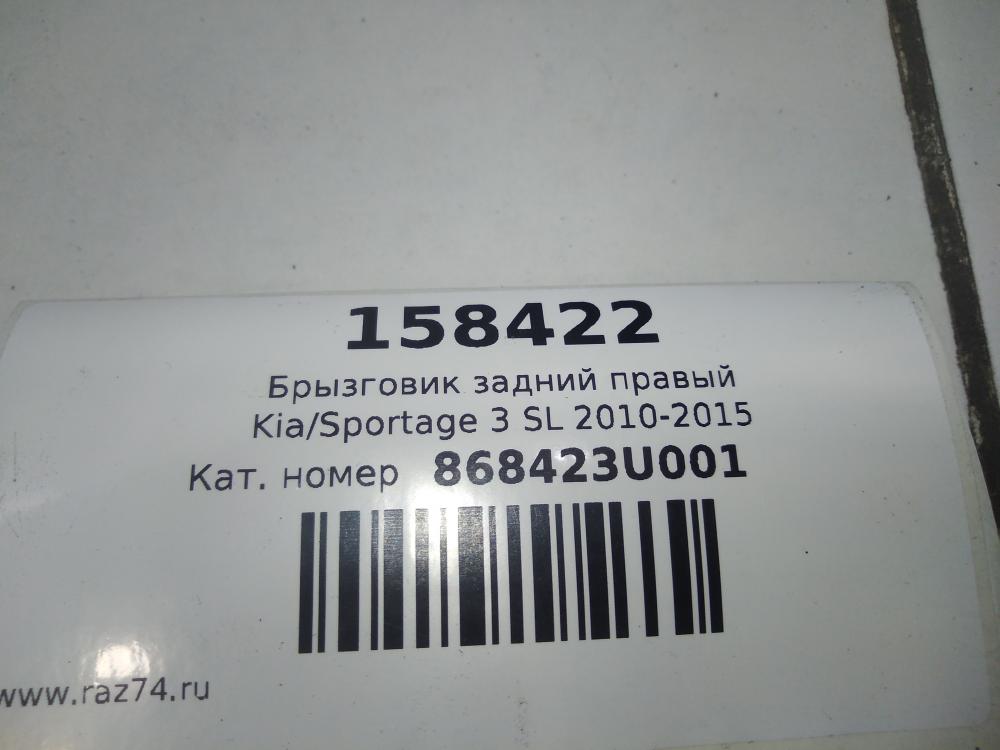 158422
Брызговик задний правый
Kia/Sportage 3 SL 2010-2015
Кат. номер 868423U001
www.raz74.ru